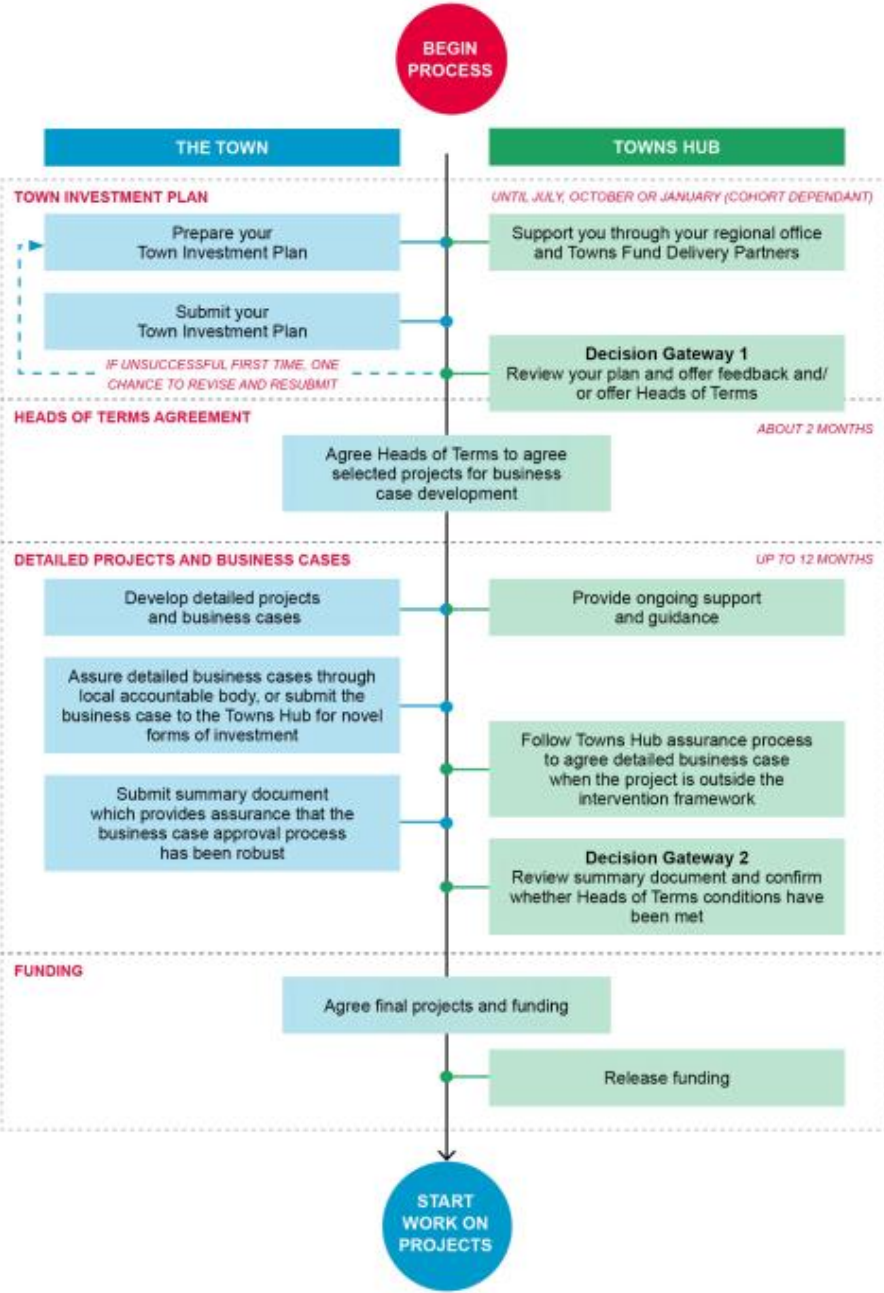 BEGIN
PROCESS
THE TOWN
TOWNS HUB
TOWN INVESTMENT PLAN
UNTIL JULY, OCTOBER OR JANUARY (COHORT DEPENDANT)
Prepare your
Town Investment Plan
Support you through your regional office
and Towns Fund Delivery Partners
Submit your
Town Investment Plan
Decision Gateway 1
Review your plan and offer feedback and/
or offer Heads of Terms
IF UNSUCCESSFUL FIRST TIME, ONE
CHANCE TO REVISE AND RESUBMIT
HEADS OF TERMS AGREEMENT
ABOUT 2 MONTHS
Agree Heads of Terms to agree
selected projects for business
case development
DETAILED PROJECTS AND BUSINESS CASES
UP TO 12 MONTHS
Develop detailed projects
and business cases
Provide ongoing support
and guidance
Assure detailed business cases through
local accountable body, or submit the
business case to the Towns Hub for novel
forms of investment
Follow Towns Hub assurance process
to agree detailed business case
when the project is outside the
intervention framework
Submit summary document
which provides assurance that the
business case approval process
has been robust
Decision Gateway 2
Review summary document and confirm
whether Heads of Terms conditions have
been met
FUNDING
Agree final projects and funding
Release funding
START
WORK ON
PROJECTS